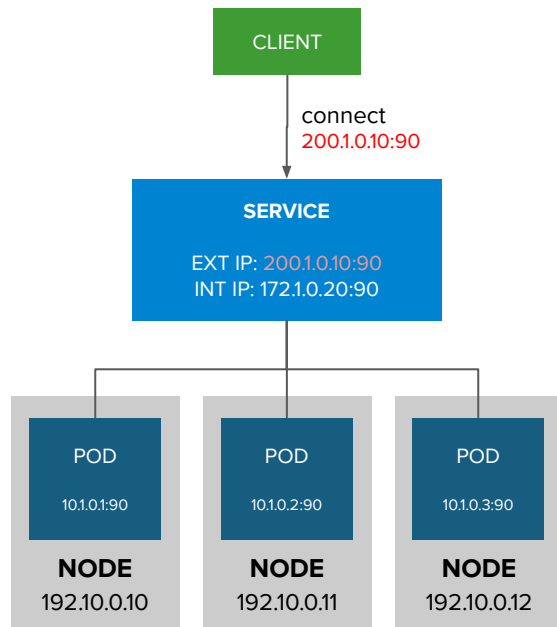 CLIENT
connect
200.1.0.10:90
SERVICE
EXT IP: 200.1.0.10:90
INT IP: 172.1.0.20:90
POD
10.1.0.1:90
NODE
192.10.0.10
POD
10.1.0.2:90
NODE
192.10.0.11
POD
10.1.0.3:90
NODE
192.10.0.12